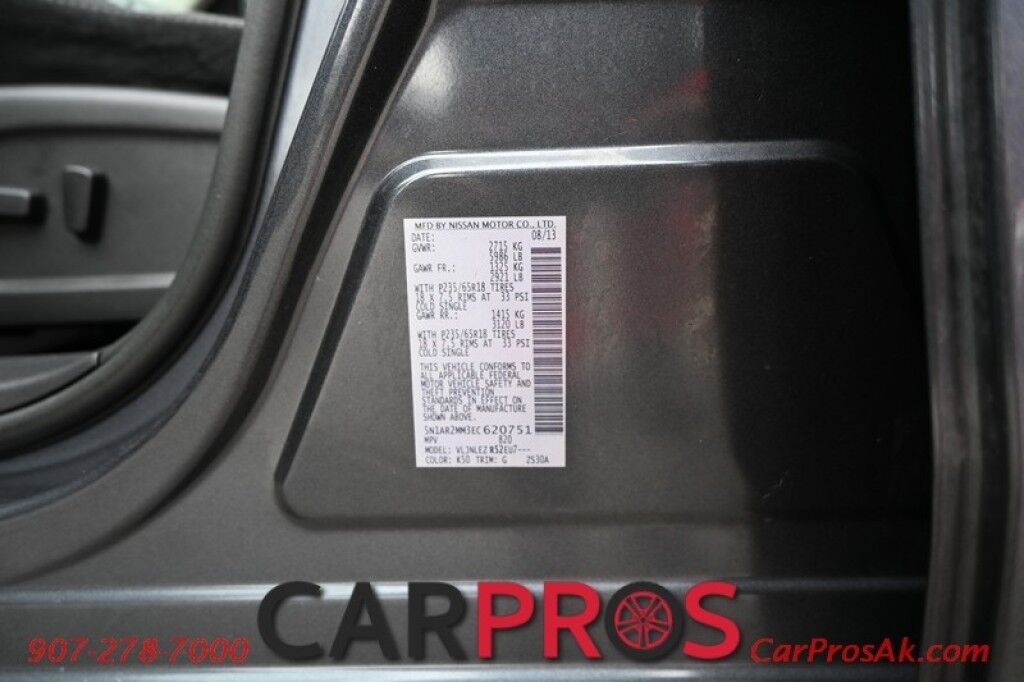 MFD BY NISSAN MOTOR CO., LTD.
DATE: 08/13
GVWR: 2715 KG
5986 LB
GAWR FR.: 1325 KG
2921 LB
WITH P235/65R18 TIRES
18 X 7.5 RIMS AT 33 PSI
COLD SINGLE
GAWR RR.: 1415 KG
3120 LB
WITH P235/65R18 TIRES
18 X 7.5 RIMS AT 33 PSI
COLD SINGLE
THIS VEHICLE CONFORMS TO
ALL APPLICABLE FEDERAL
MOTOR VEHICLE SAFETY AND
THEFT PREVENTION
STANDARDS IN EFFECT ON
THE DATE OF MANUFACTURE
SHOWN ABOVE.
5N1AR2MM3EC620751
MPV 820
MODEL: VLJNLEZ R52EU7---
COLOR: K50 TRIM: G 2S30A
CARPROS
907-278-7000
CarProsAk.com